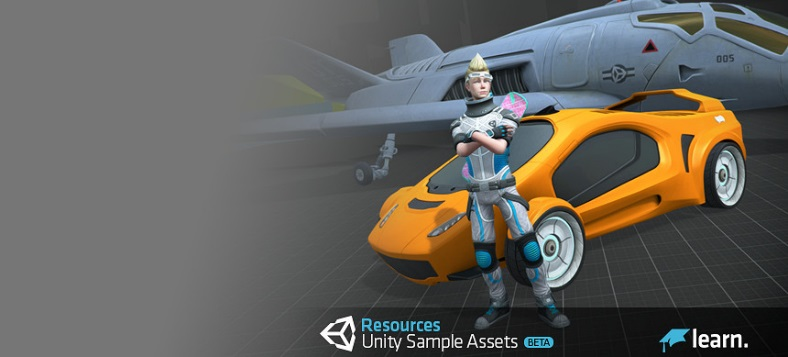 005
Resources
Unity Sample Assets BETA
learn.